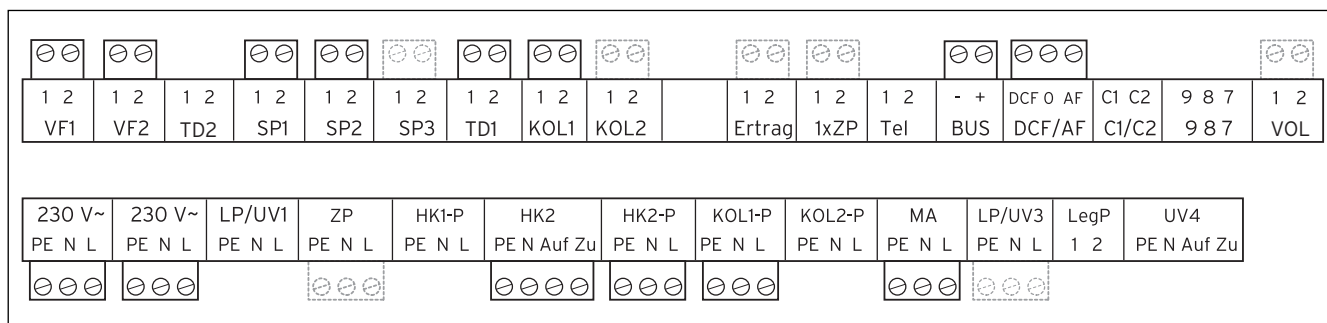 1 2 1 2 1 2 1 2 1 2 1 2 1 2 1 2 1 2 1 2 1 2 1 2 - + DCF O AF C1 C2 9 8 7 1 2
VF1 VF2 TD2 SP1 SP2 SP3 TD1 KOL1 KOL2 Ertrag 1xZP Tel BUS DCF/AF C1/C2 9 8 7 VOL
230 V~ 230 V~ LP/UV1 ZP HK1-P HK2 HK2-P KOL1-P KOL2-P MA LP/UV3 LegP UV4
PE N L PE N L PE N L PE N L PE N L PE N Auf Zu PE N L PE N L PE N L PE N L PE N L 1 2 PE N Auf Zu